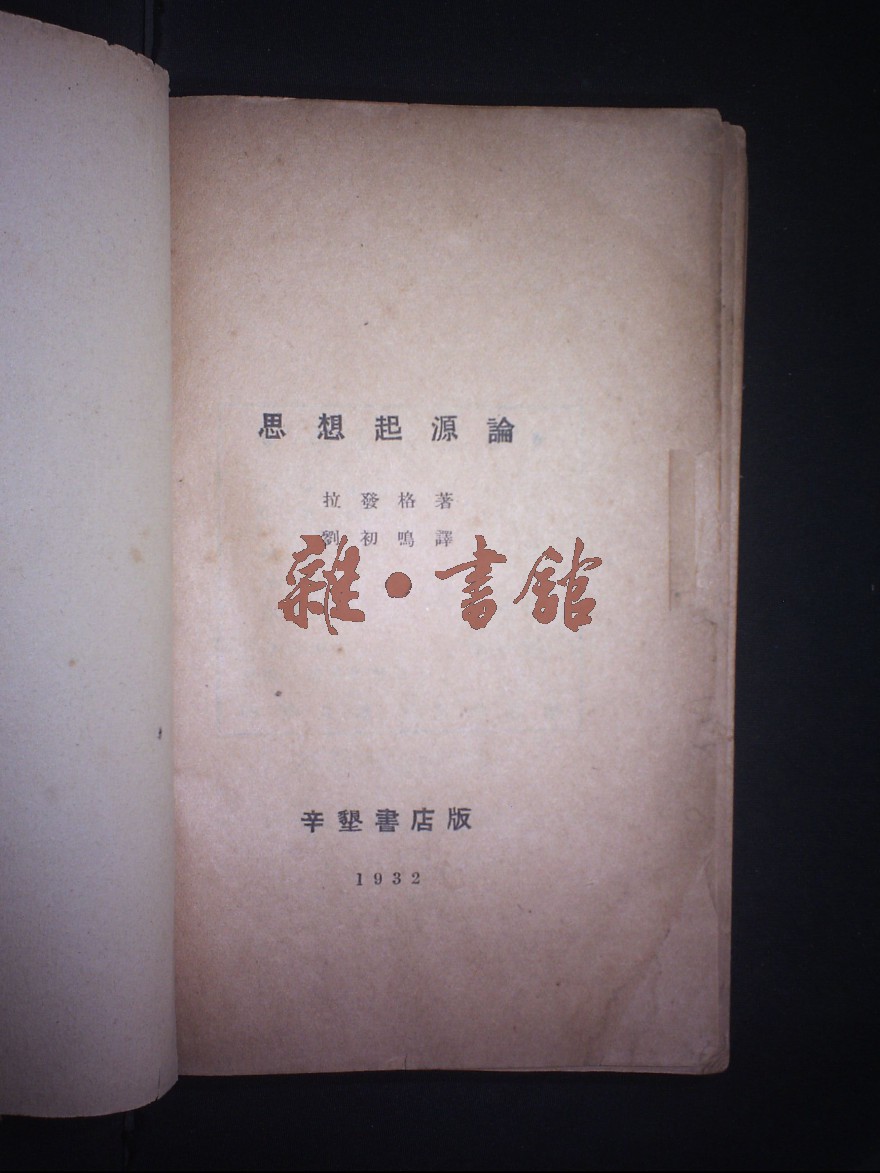 思想起源論
拉發格著
劉初鳴譯
雜·書館
辛墾書店版
1932